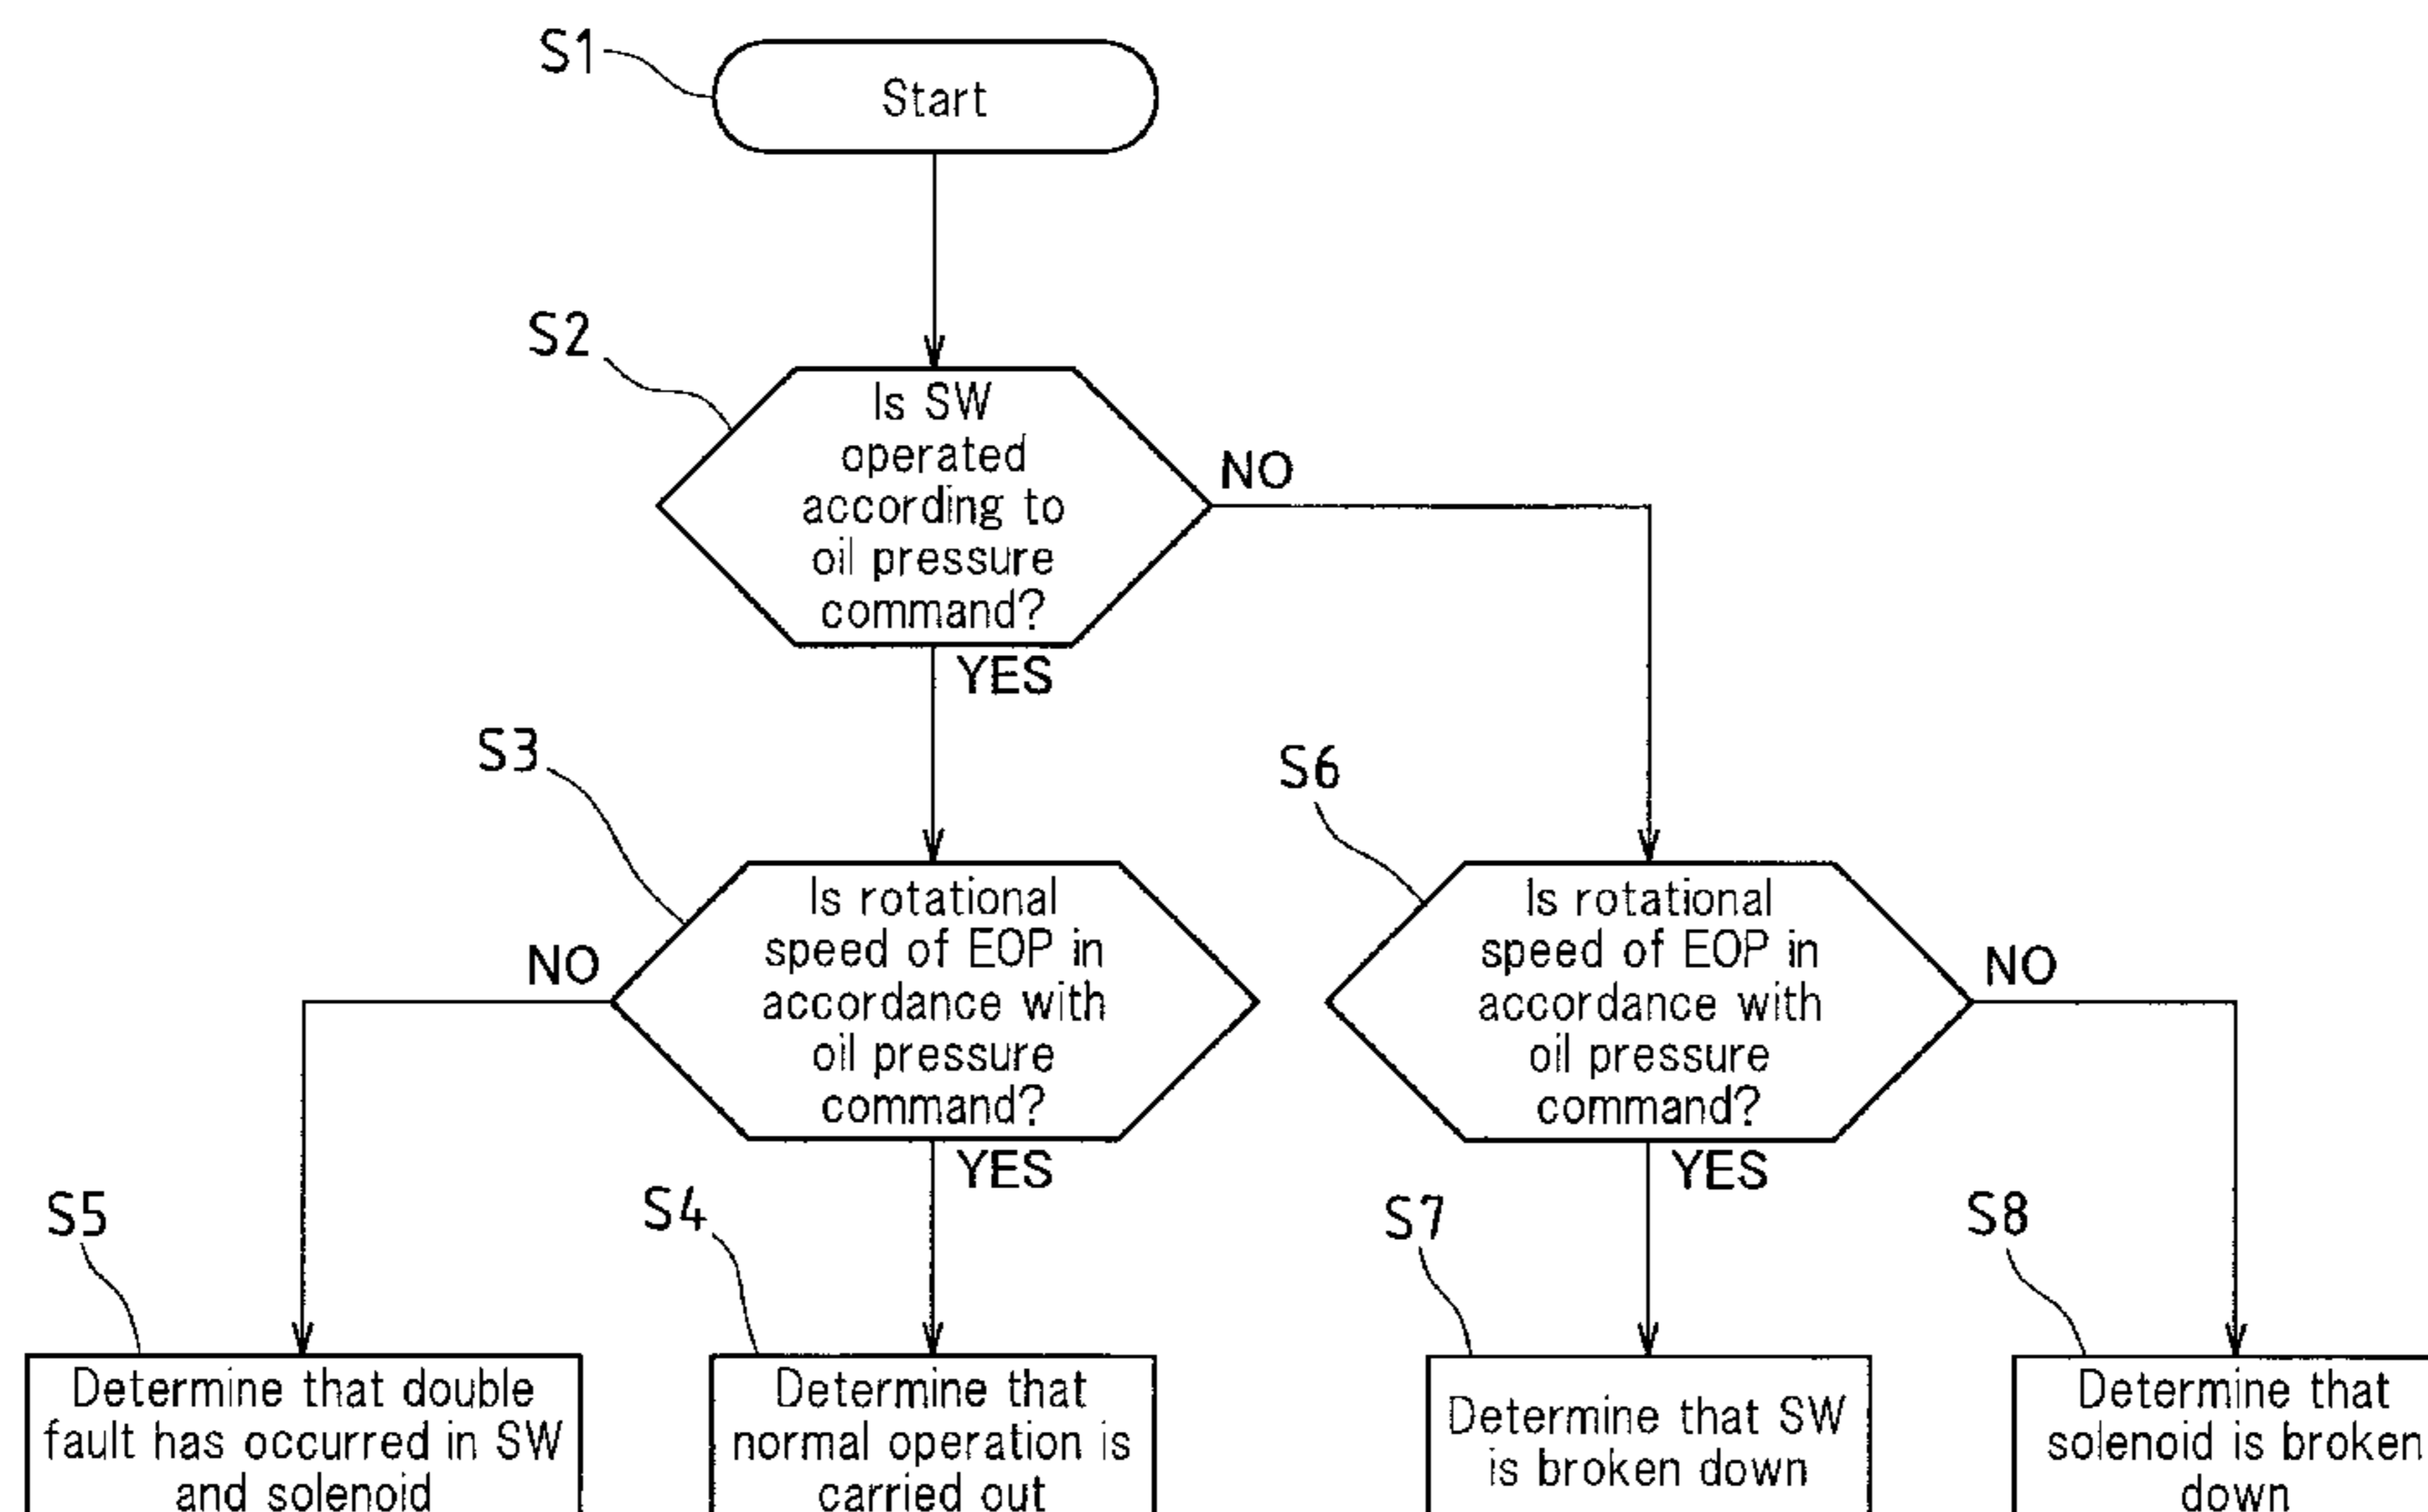 S1
Start
S2
Is SW
operated
according to
oil pressure
command?
NO
YES
S3
Is rotational
speed of EOP in
accordance with
oil pressure
command?
NO
YES
S6
Is rotational
speed of EOP in
accordance with
oil pressure
command?
NO
YES
S5
Determine that double
fault has occurred in SW
and solenoid
S4
Determine that
normal operation is
carried out
S7
Determine that SW
is broken down
S8
Determine that
solenoid is broken
down